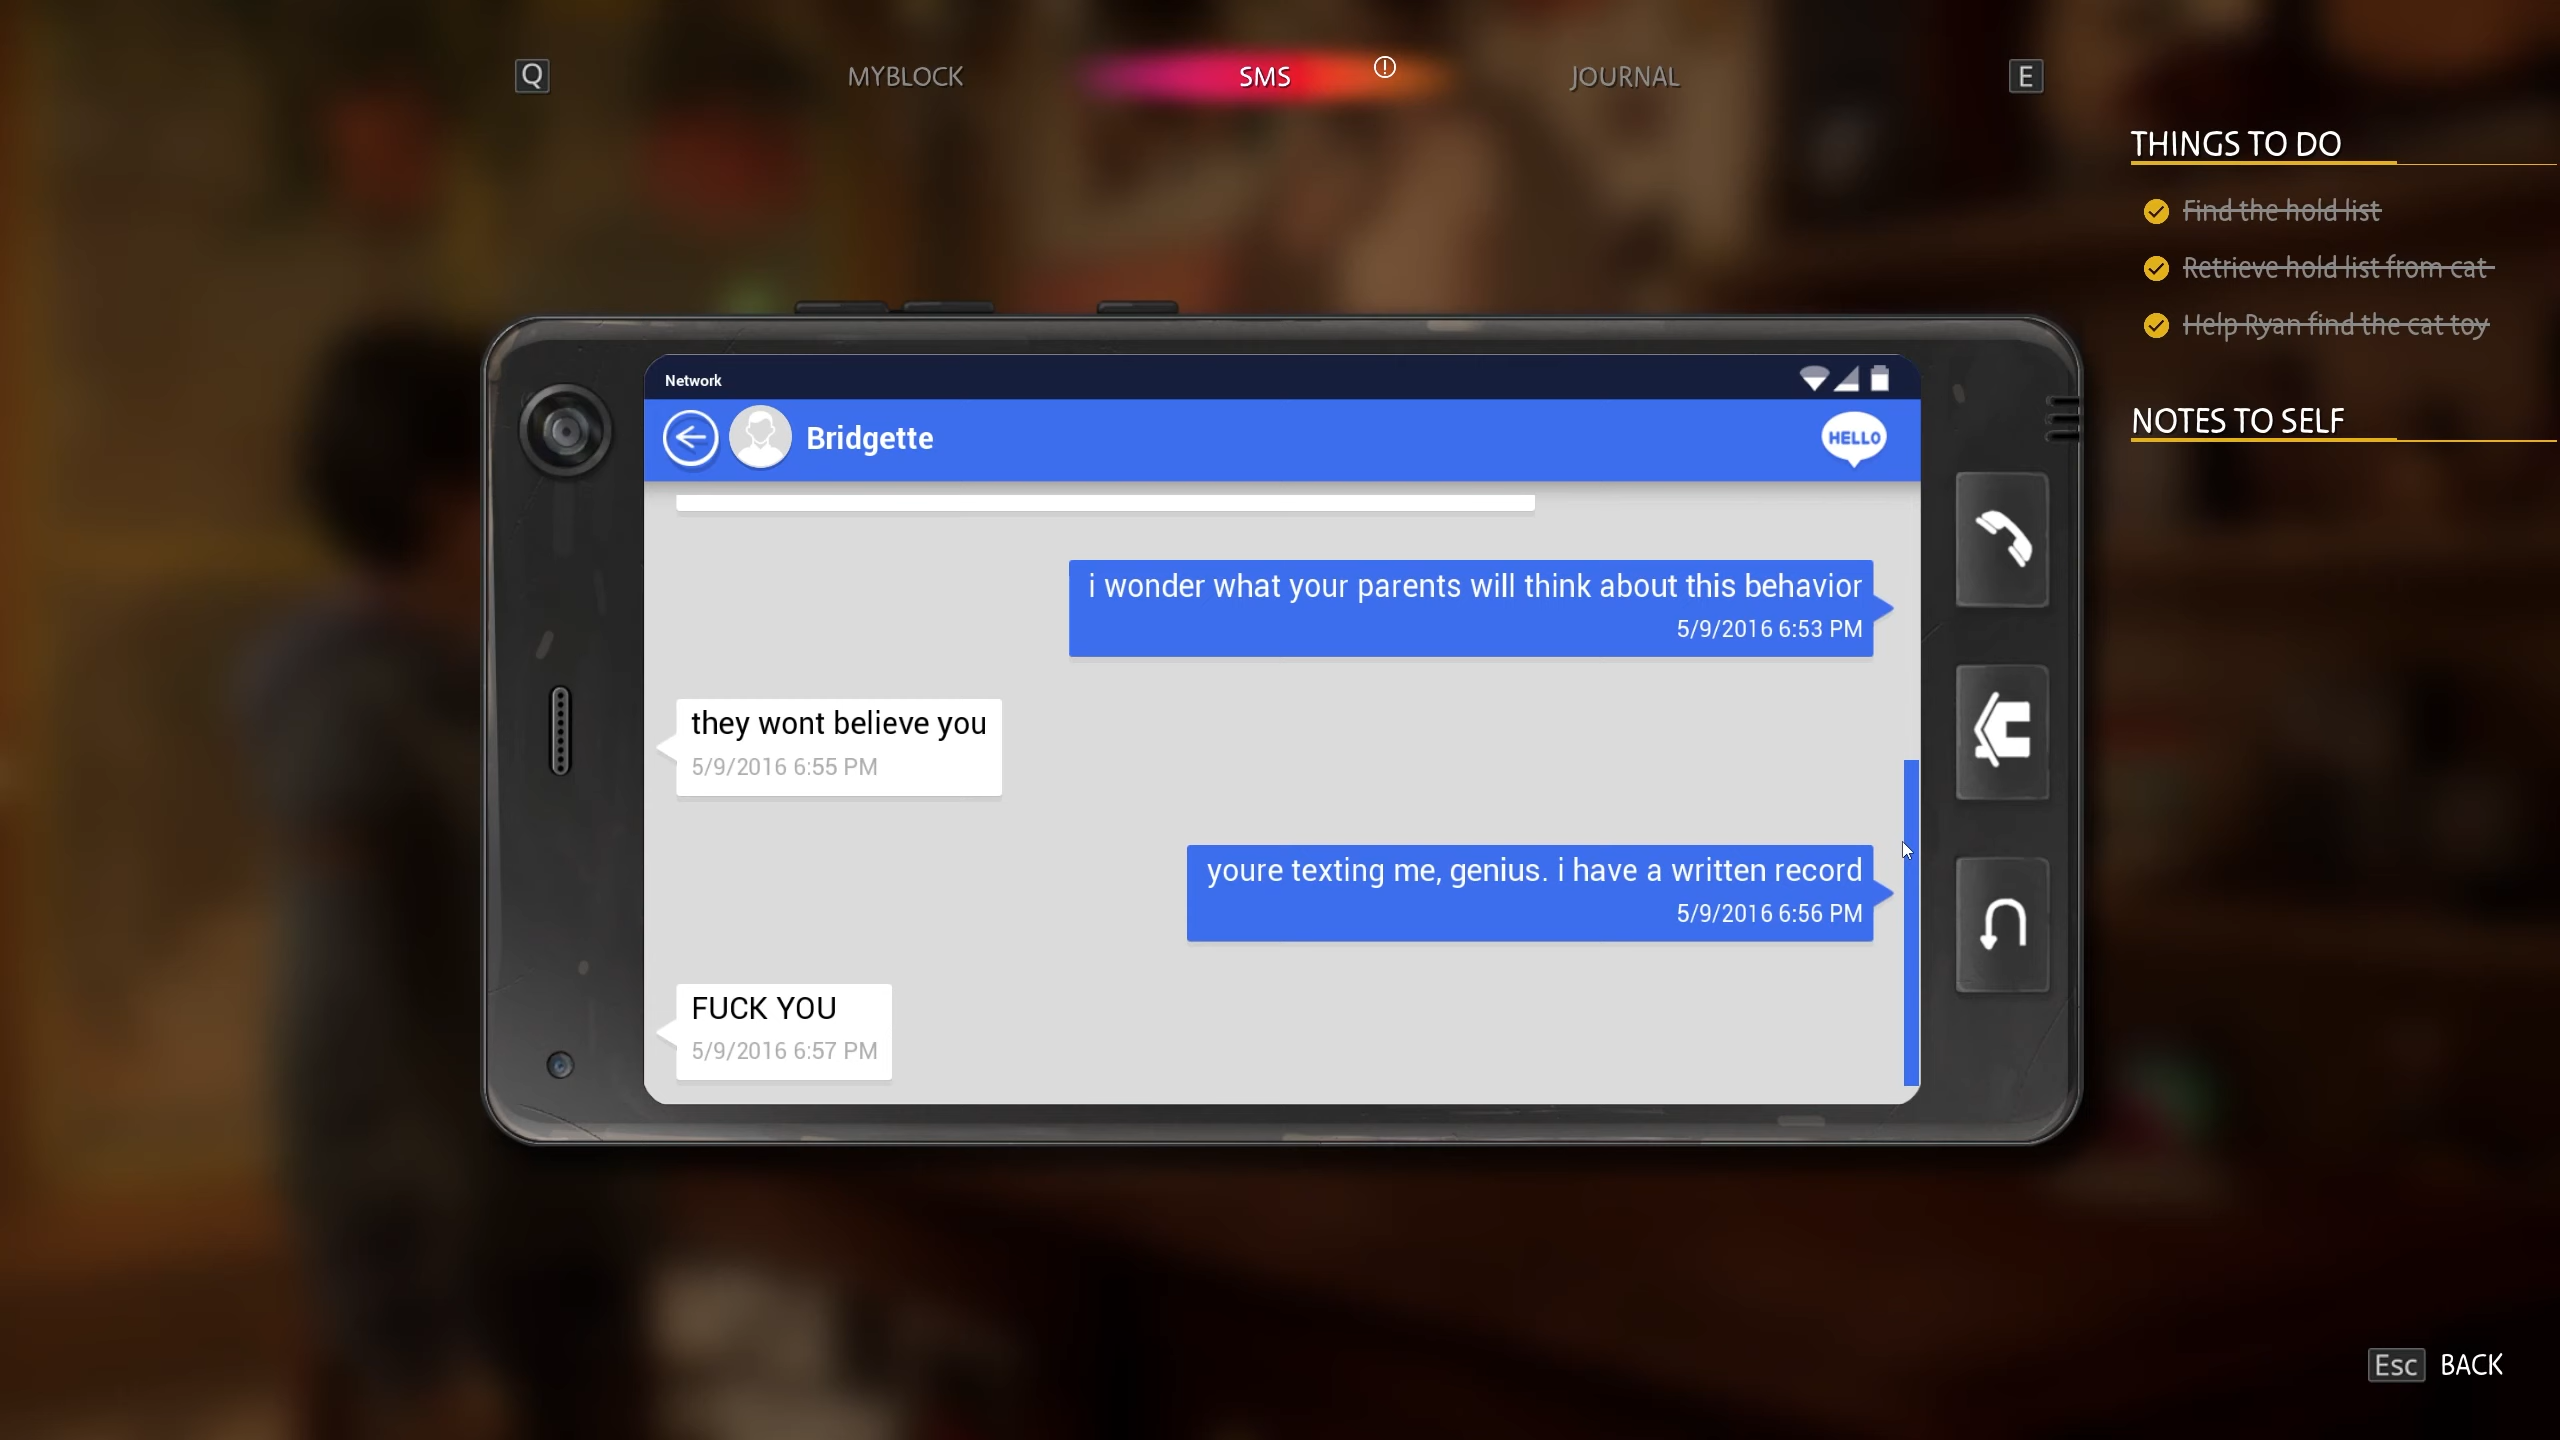 Q
MYBLOCK
SMS
JOURNAL
E
THINGS TO DO
Find the hold list
Retrieve hold list from cat
Help Ryan find the cat toy
NOTES TO SELF
Network
Bridgette
HELLO
i wonder what your parents will think about this behavior
5/9/2016 6:53 PM
they wont believe you
5/9/2016 6:55 PM
youre texting me, genius. i have a written record
5/9/2016 6:56 PM
FUCK YOU
5/9/2016 6:57 PM
Esc BACK